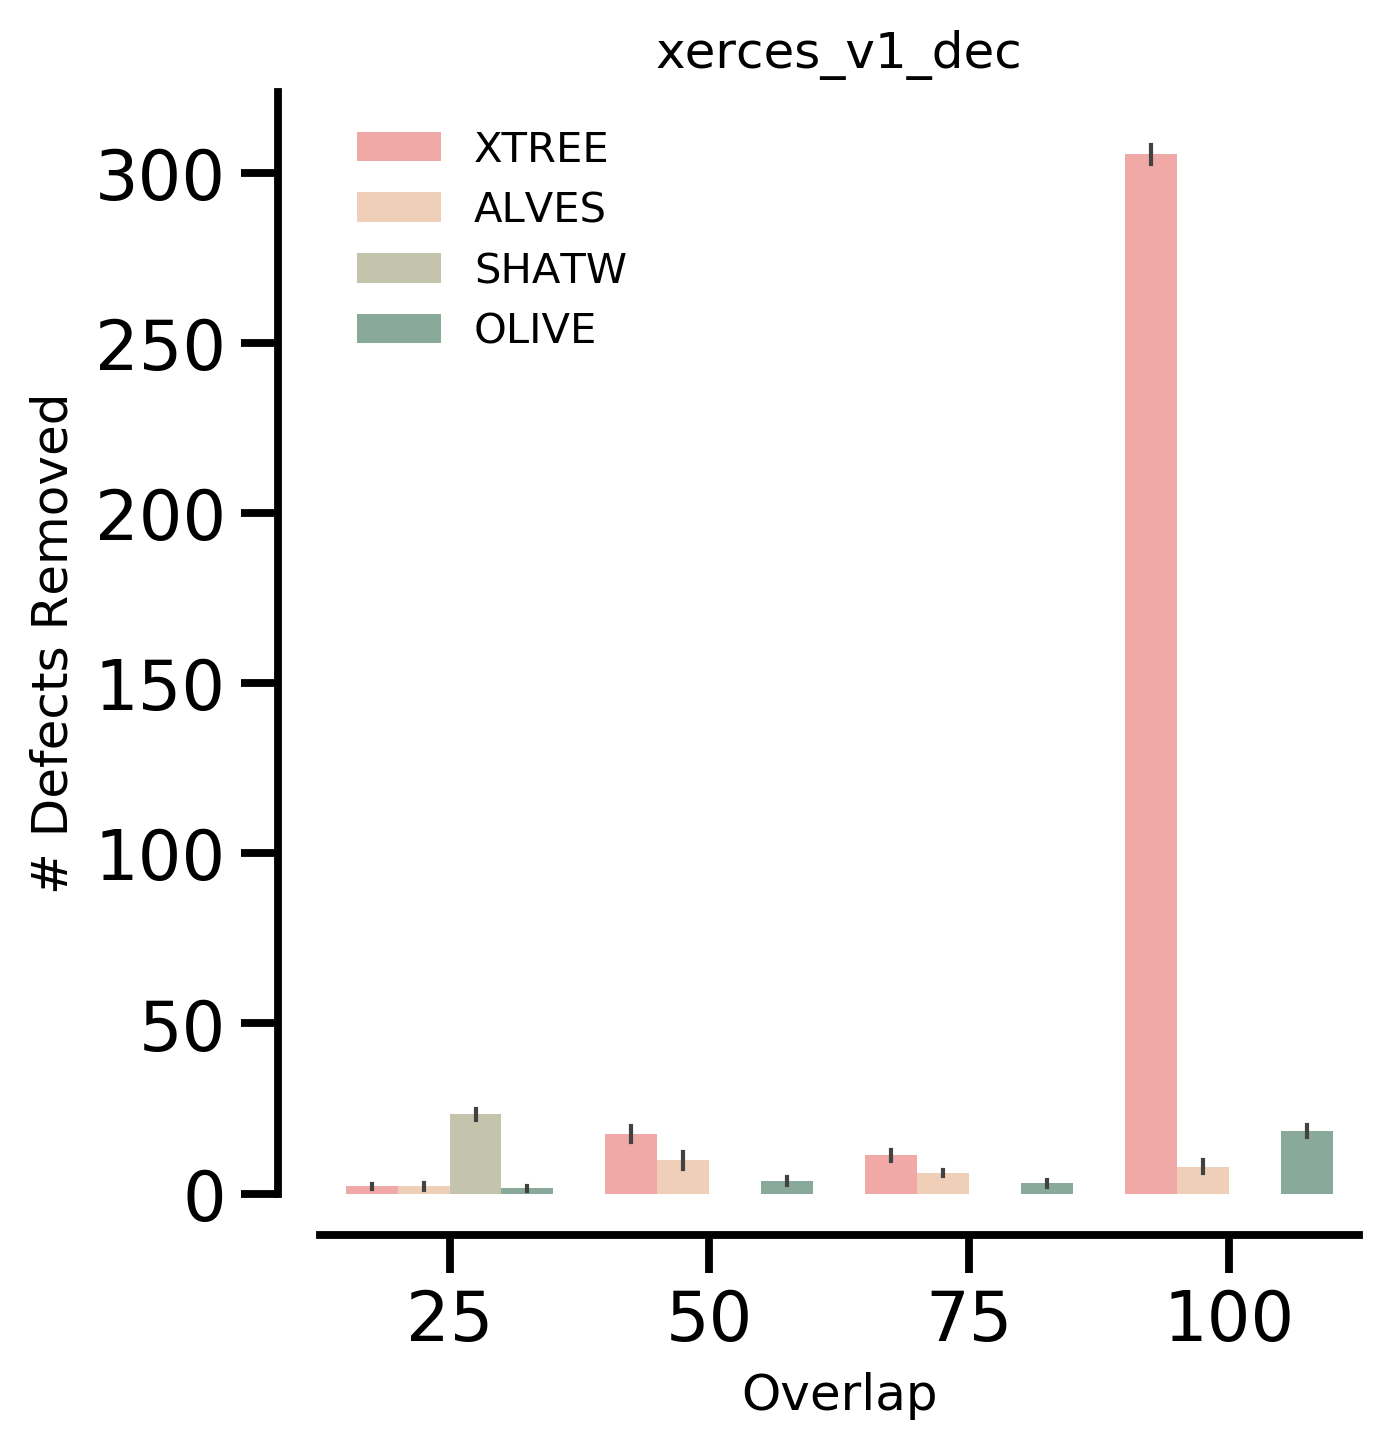 xerces_v1_dec
XTREE
ALVES
SHATW
OLIVE
# Defects Removed
300
250
200
150
100
50
0
25 50 75 100
Overlap